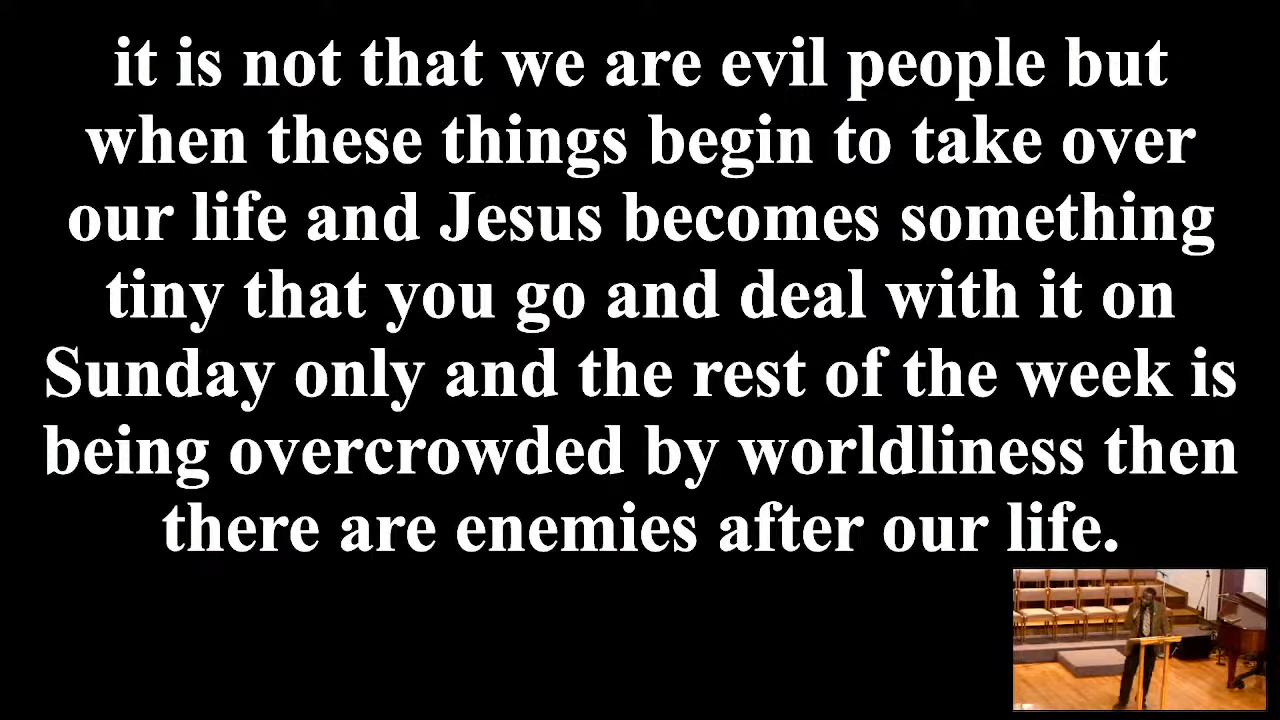 it is not that we are evil people but
when these things begin to take over
our life and Jesus becomes something
tiny that you go and deal with it on
Sunday only and the rest of the week is
being overcrowded by worldliness then
there are enemies after our life.